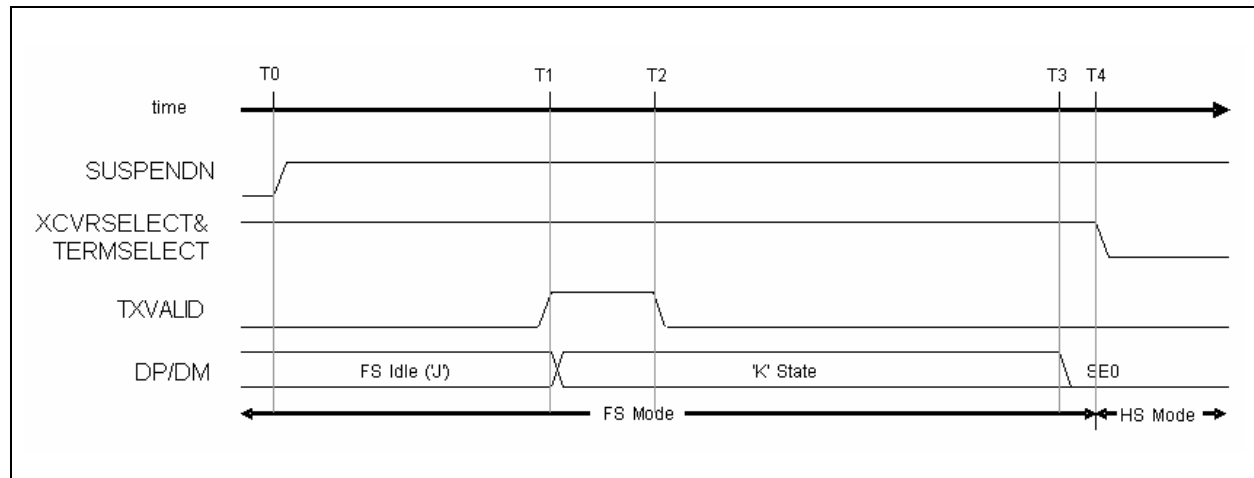 T0 T1 T2 T3 T4
time
SUSPENDN
XCVRSELECT&
TERMSELECT
TXVALID
DP/DM FS Idle ('J') 'K' State SE0
FS Mode HS Mode